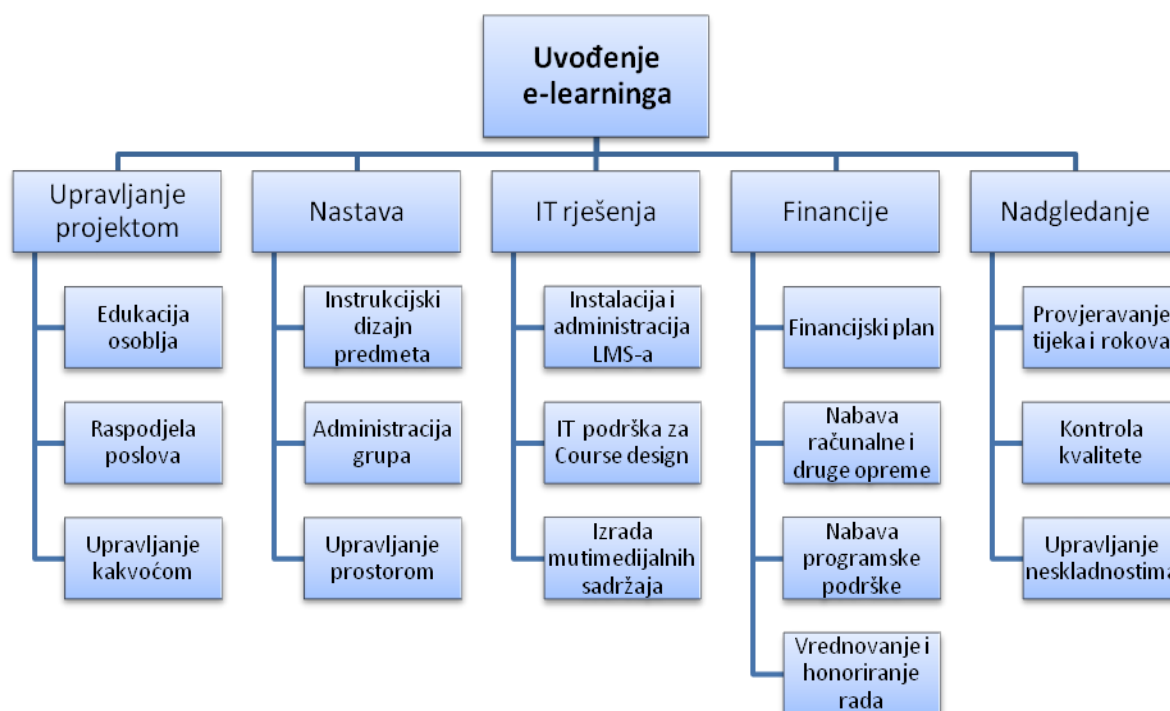 Uvođenje
e-learninga
Upravljanje
projektom
Nastava
IT rješenja
Financije
Nadgledanje
Edukacija
osoblja
Raspodjela
poslova
Upravljanje
kakvoćom
Instrukcijski
dizajn
predmeta
Administracija
grupa
Upravljanje
prostorom
Instalacija i
administracija
LMS-a
IT podrška za
Course design
Izrada
mutimedijalnih
sadržaja
Financijski plan
Nabava
računalne i
druge opreme
Nabava
programske
podrške
Vrednovanje i
honoriranje
rada
Provjeravanje
tijeka i rokova
Kontrola
kvalitete
Upravljanje
neskladnostima